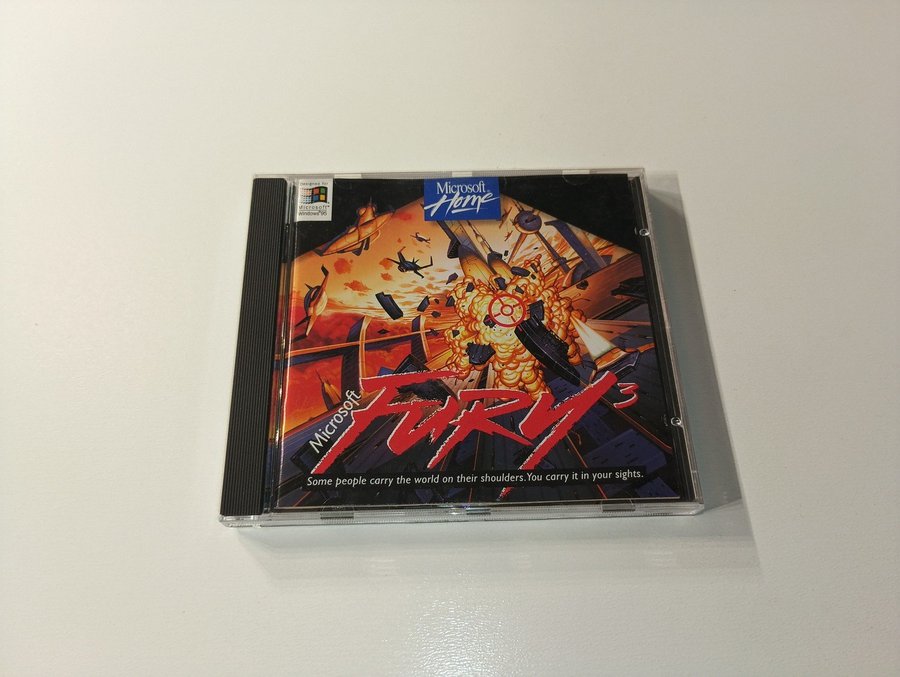 DESIGNED FOR
Microsoft
Windows 95
Microsoft
Home
Microsoft
FURY3
Some people carry the world on their shoulders. You carry it in your sights.